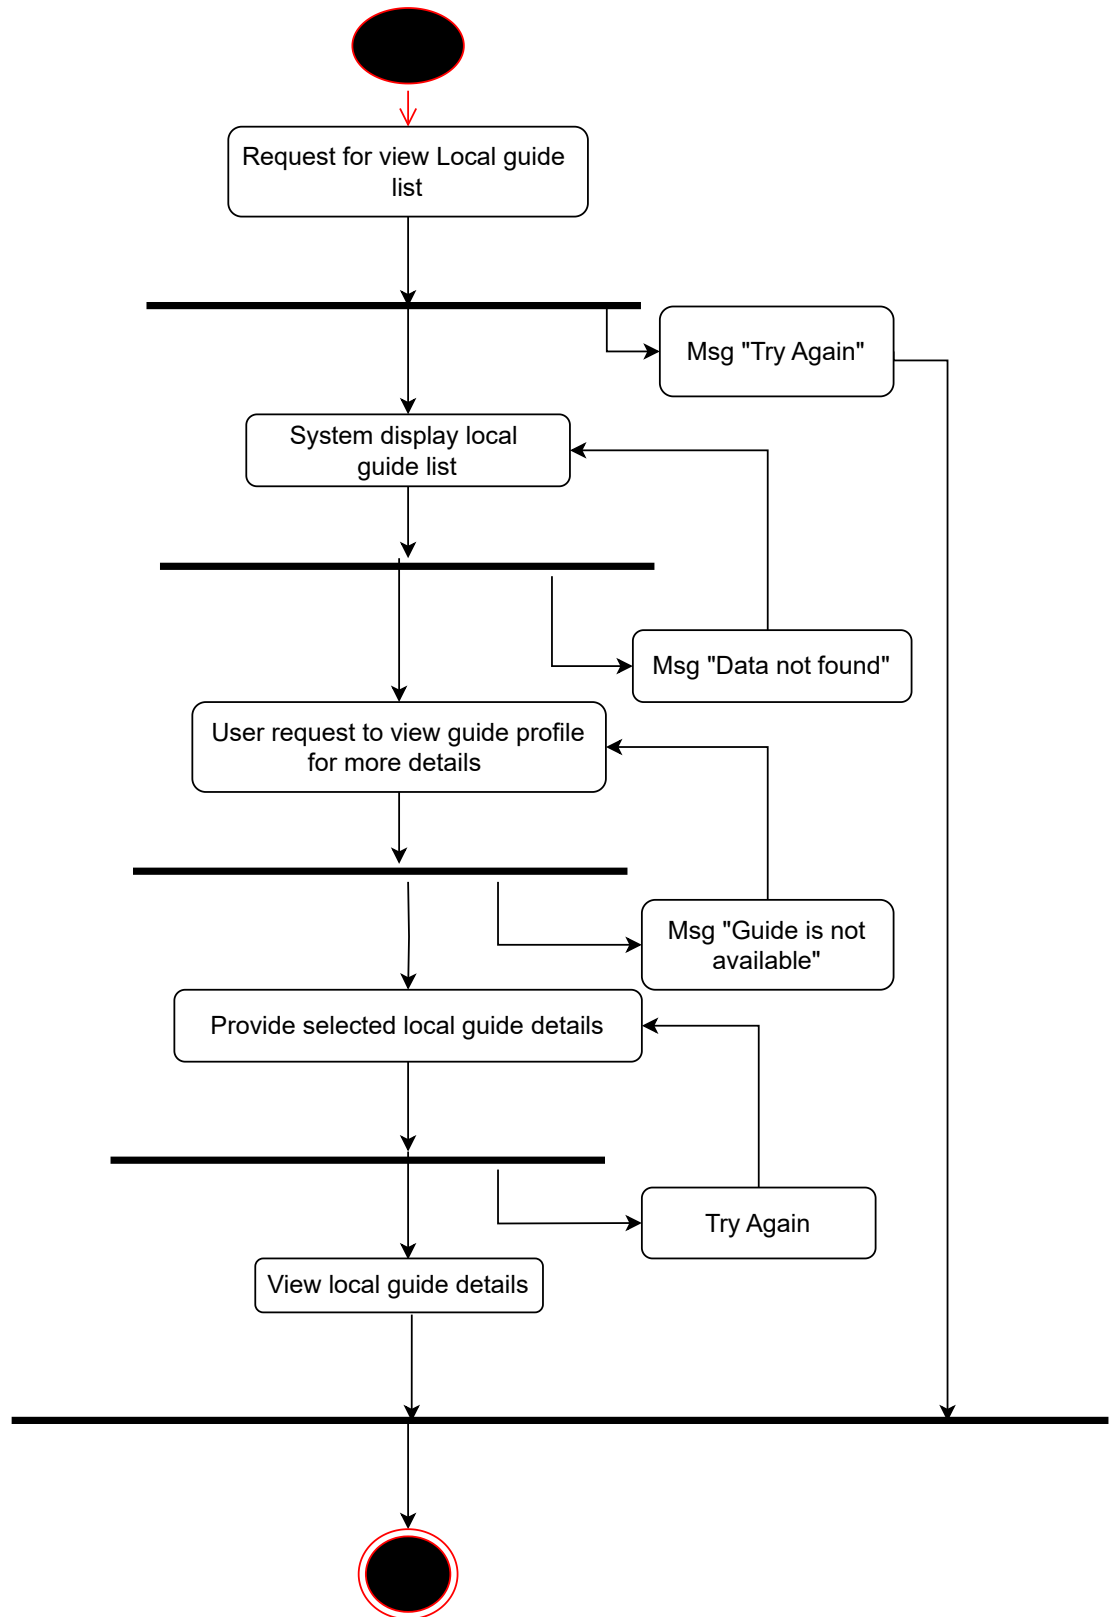 Request for view Local guide
list
Msg "Try Again"
System display local
guide list
Msg "Data not found"
User request to view guide profile
for more details
Msg "Guide is not
available"
Provide selected local guide details
Try Again
View local guide details